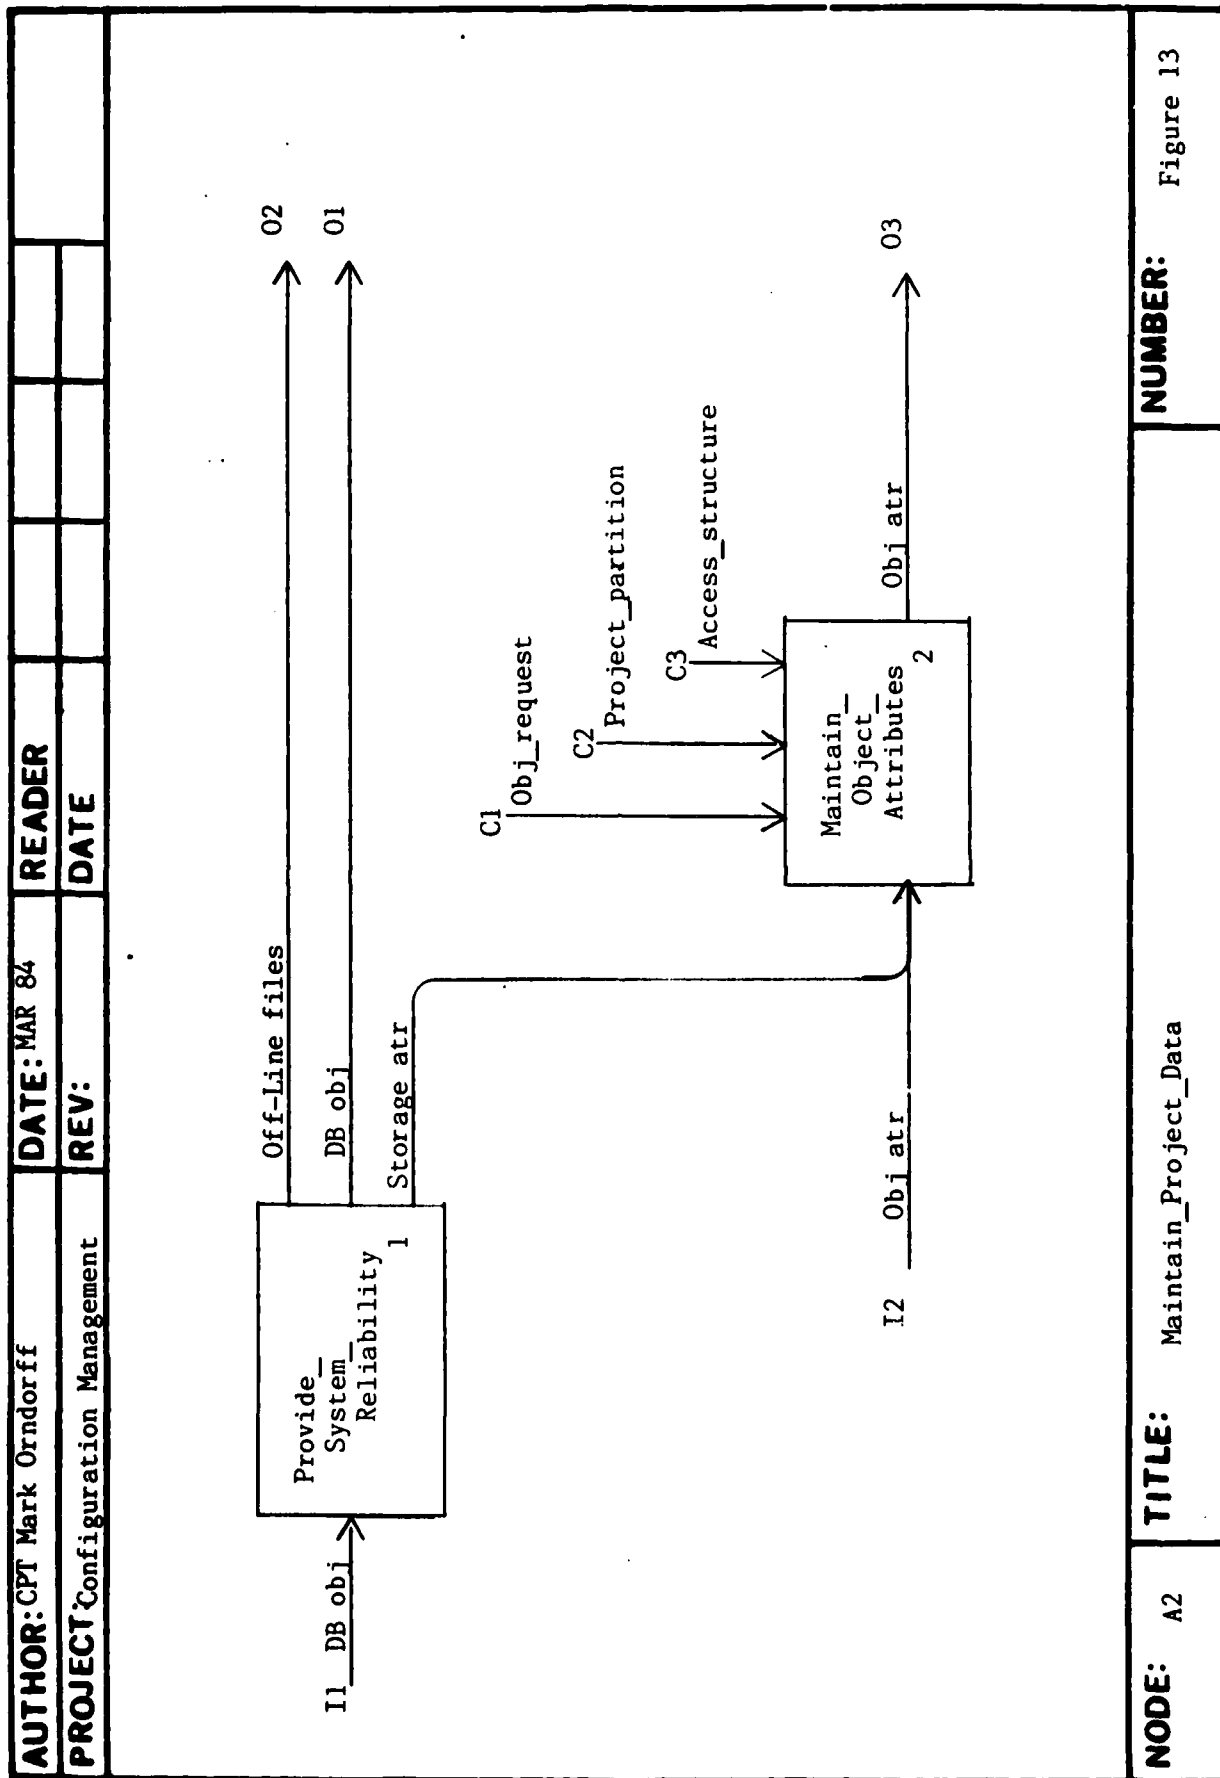 AUTHOR: CPT Mark Orndorff DATE: MAR 84 READER
PROJECT: Configuration Management REV: DATE
Off-Line files O2
I1 DB obj
Provide_
System_
Reliability
1
DB obj O1
Storage atr
C1 Obj_request
C2 Project_partition
C3 Access_structure
I2 Obj atr
Maintain_
Object_
Attributes
2
Obj atr O3
NODE: A2 TITLE: Maintain_Project_Data NUMBER: Figure 13